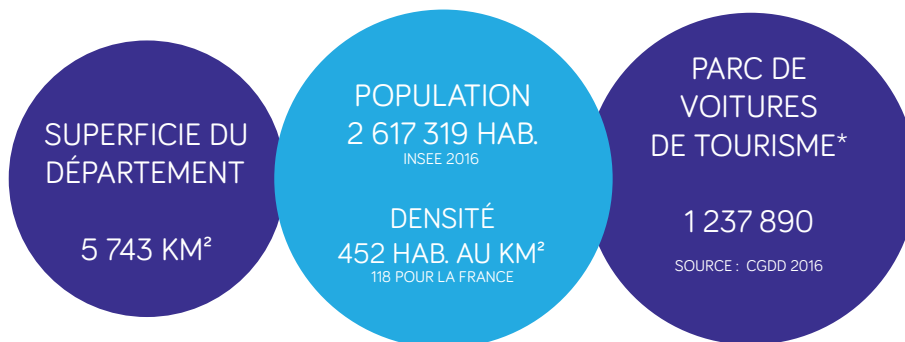 SUPERFICIE DU
DÉPARTEMENT
5 743 KM²
POPULATION
2 617 319 HAB.
INSEE 2016
DENSITÉ
452 HAB. AU KM²
118 POUR LA FRANCE
PARC DE
VOITURES
DE TOURISME*
1 237 890
SOURCE : CGDD 2016